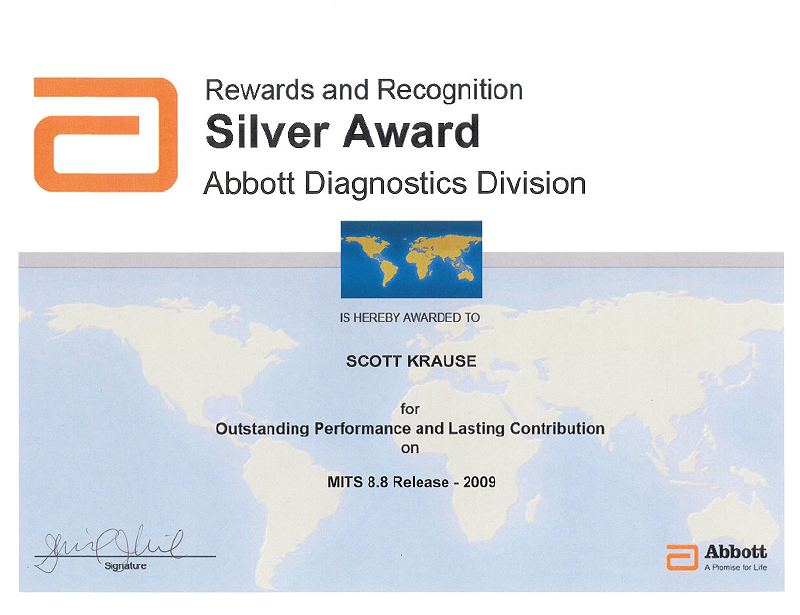 Rewards and Recognition
Silver Award
Abbott Diagnostics Division
IS HEREBY AWARDED TO
SCOTT KRAUSE
for
Outstanding Performance and Lasting Contribution
on
MITS 8.8 Release - 2009
Signature
Abbott
A Promise for Life